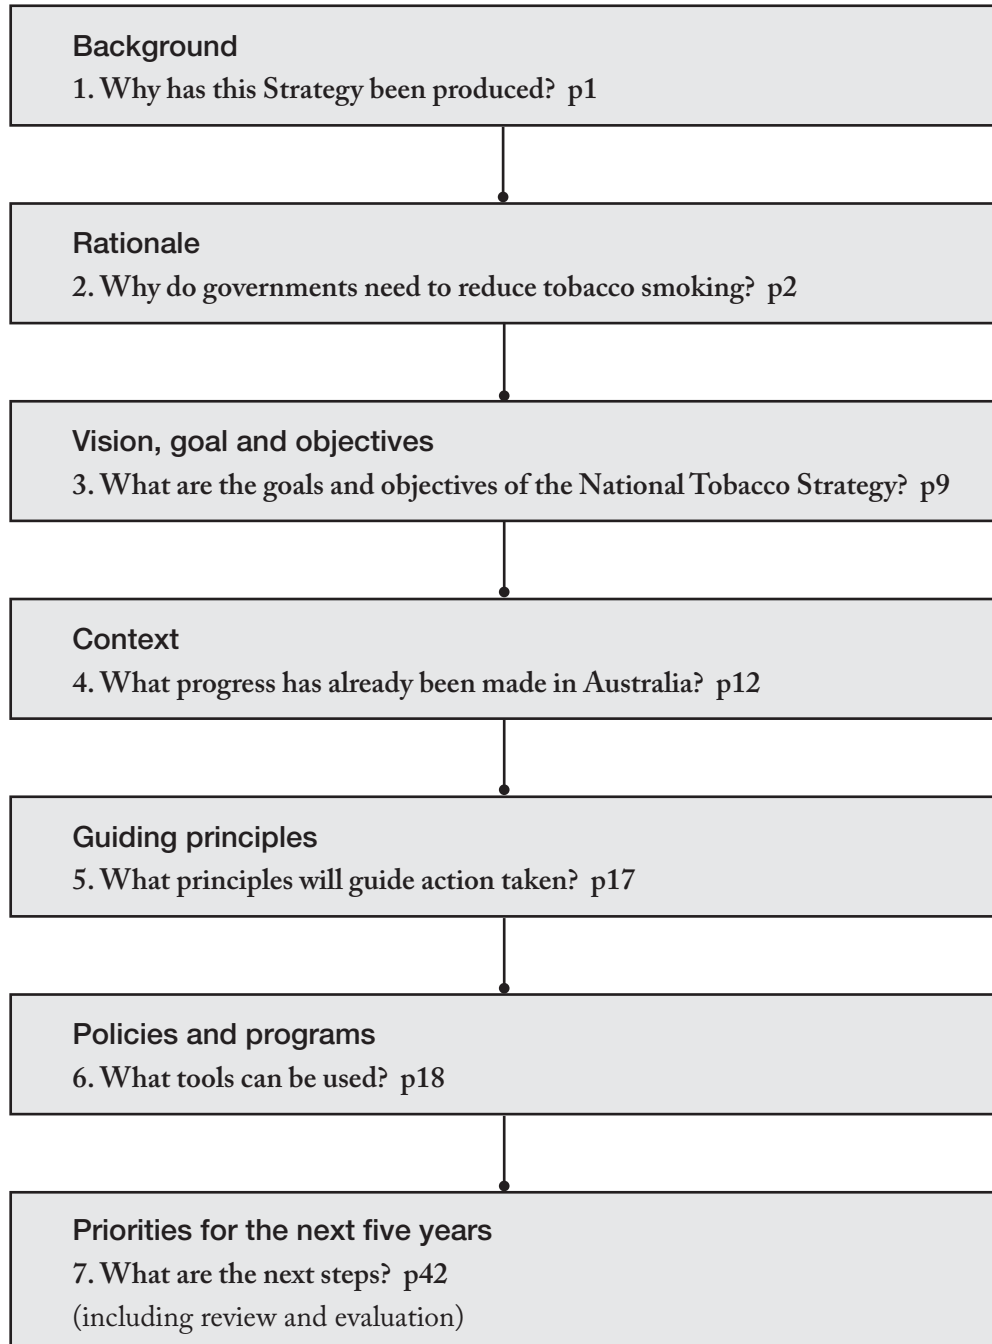 Background
1. Why has this Strategy been produced? p1
Rationale
2. Why do governments need to reduce tobacco smoking? p2
Vision, goal and objectives
3. What are the goals and objectives of the National Tobacco Strategy? p9
Context
4. What progress has already been made in Australia? p12
Guiding principles
5. What principles will guide action taken? p17
Policies and programs
6. What tools can be used? p18
Priorities for the next five years
7. What are the next steps? p42
(including review and evaluation)